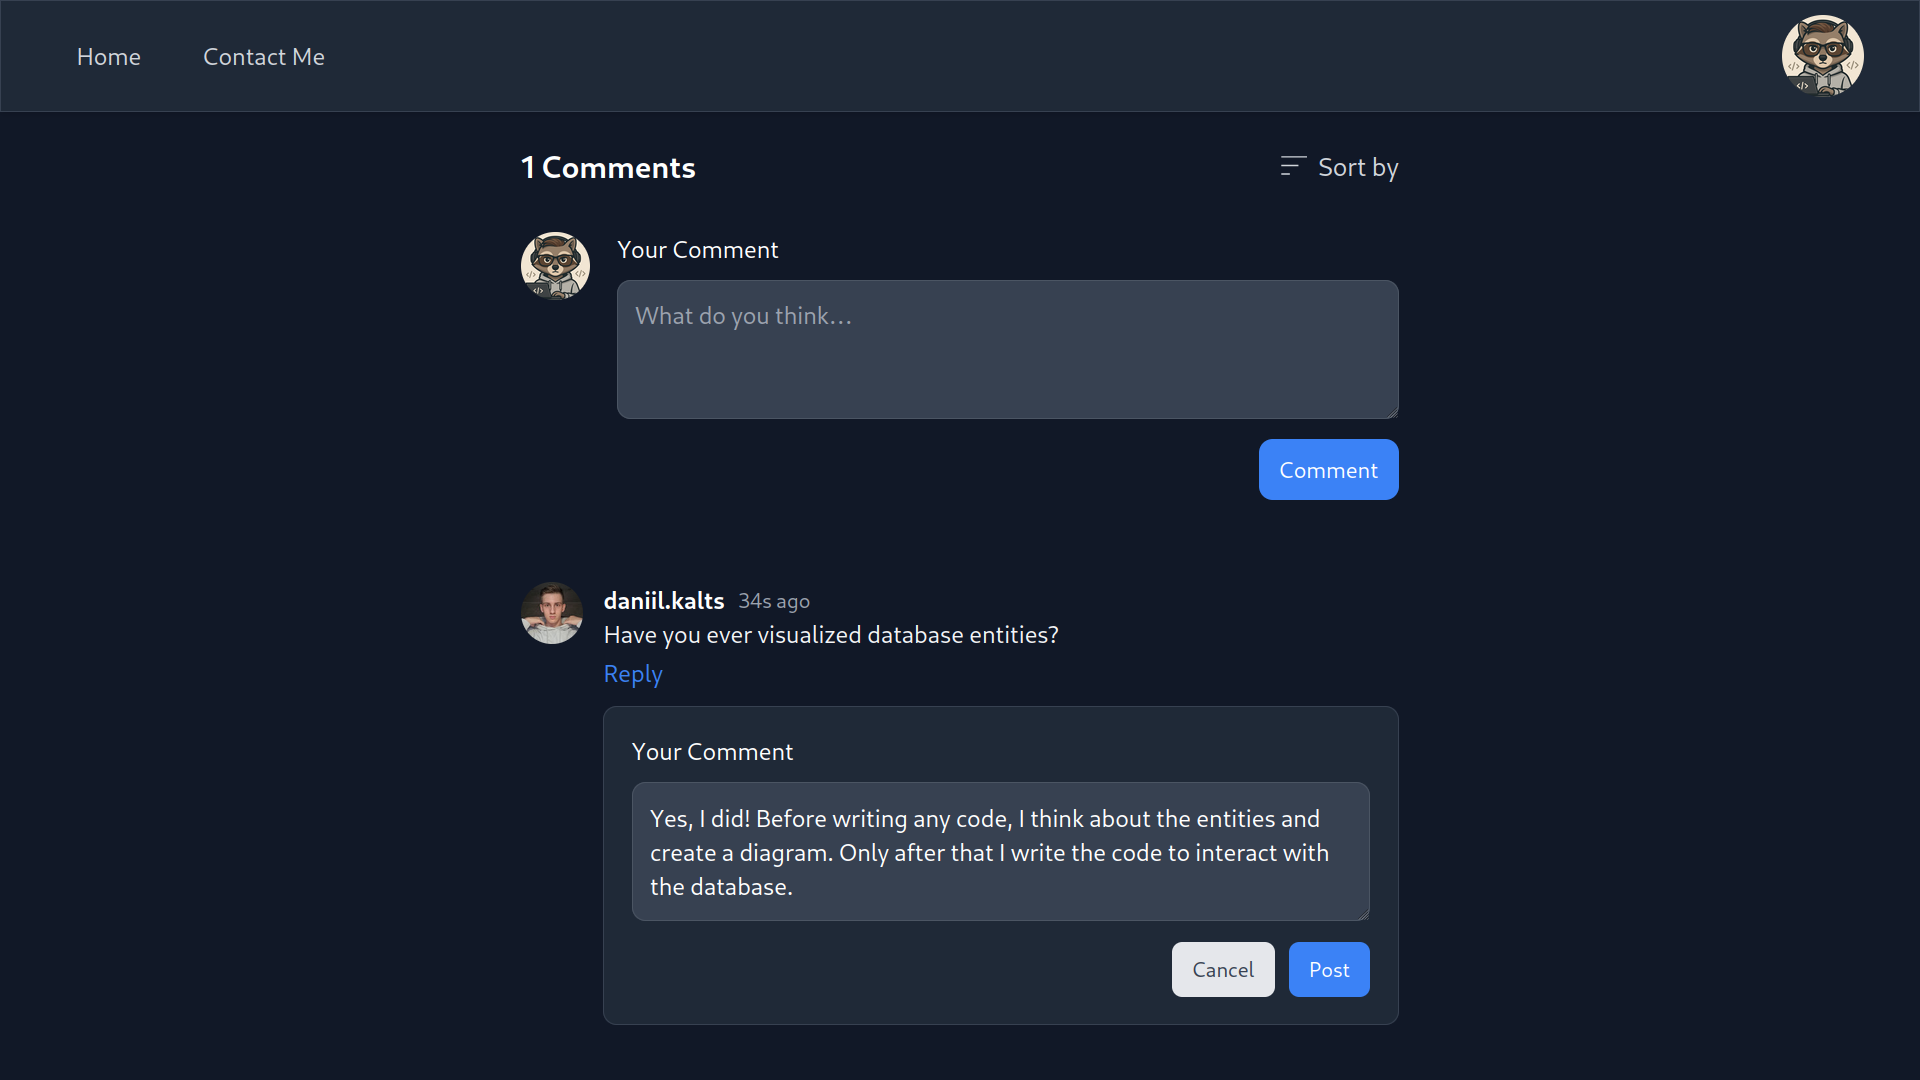 Home
Contact Me
1 Comments
Sort by
Your Comment
What do you think...
Comment
daniil.kalts 34s ago
Have you ever visualized database entities?
Reply
Your Comment
Yes, I did! Before writing any code, I think about the entities and
create a diagram. Only after that I write the code to interact with
the database.
Cancel
Post